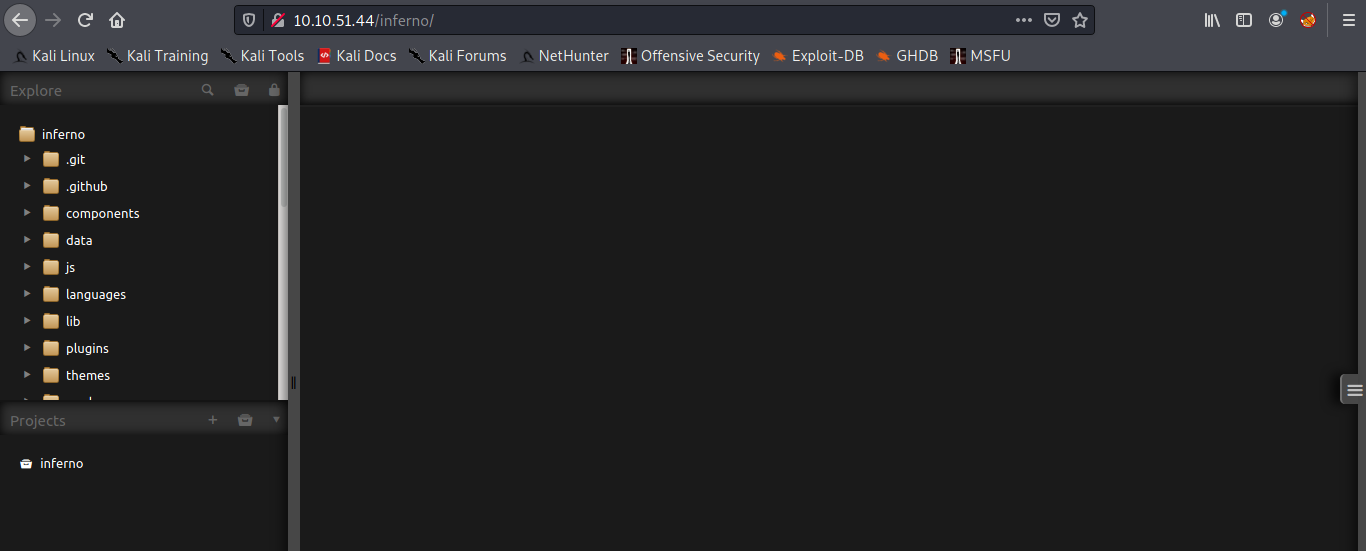 10.10.51.44/inferno/
Kali Linux Kali Training Kali Tools Kali Docs Kali Forums NetHunter Offensive Security Exploit-DB GHDB MSFU
Explore
inferno
.git
.github
components
data
js
languages
lib
plugins
themes
Projects
inferno